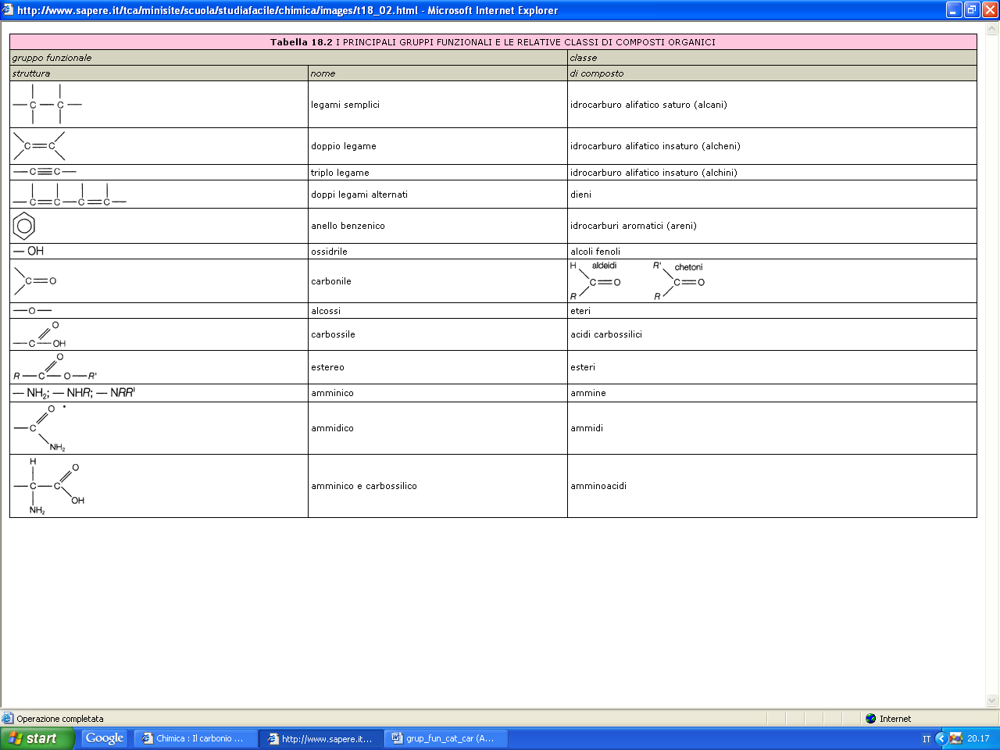 http://www.sapere.it/tca/minisite/scuola/studiafacile/chimica/images/t18_02.html - Microsoft Internet Explorer
Tabella 18.2 I PRINCIPALI GRUPPI FUNZIONALI E LE RELATIVE CLASSI DI COMPOSTI ORGANICI
gruppo funzionale classe
struttura nome di composto
— C — C — legami semplici idrocarburo alifatico saturo (alcani)
C=C doppio legame idrocarburo alifatico insaturo (alcheni)
—C≡C— triplo legame idrocarburo alifatico insaturo (alchini)
—C=C—C=C— doppi legami alternati dieni
anello benzenico idrocarburi aromatici (areni)
— OH ossidrile alcoli fenoli
H aldeidi R' chetoni
C=O carbonile C=O C=O
R R
—O— alcossi eteri
O
—C—OH carbossile acidi carbossilici
O
R—C—O—R' estereo esteri
— NH₂; — NHR; — NRR' amminico ammine
O *
—C ammidico ammidi
NH₂
H O
—C—C amminico e carbossilico amminoacidi
OH
NH₂
Operazione completata Internet
start Google Chimica : Il carbonio ... http://www.sapere.it... grup_fun_cat_car (A... IT 20.17